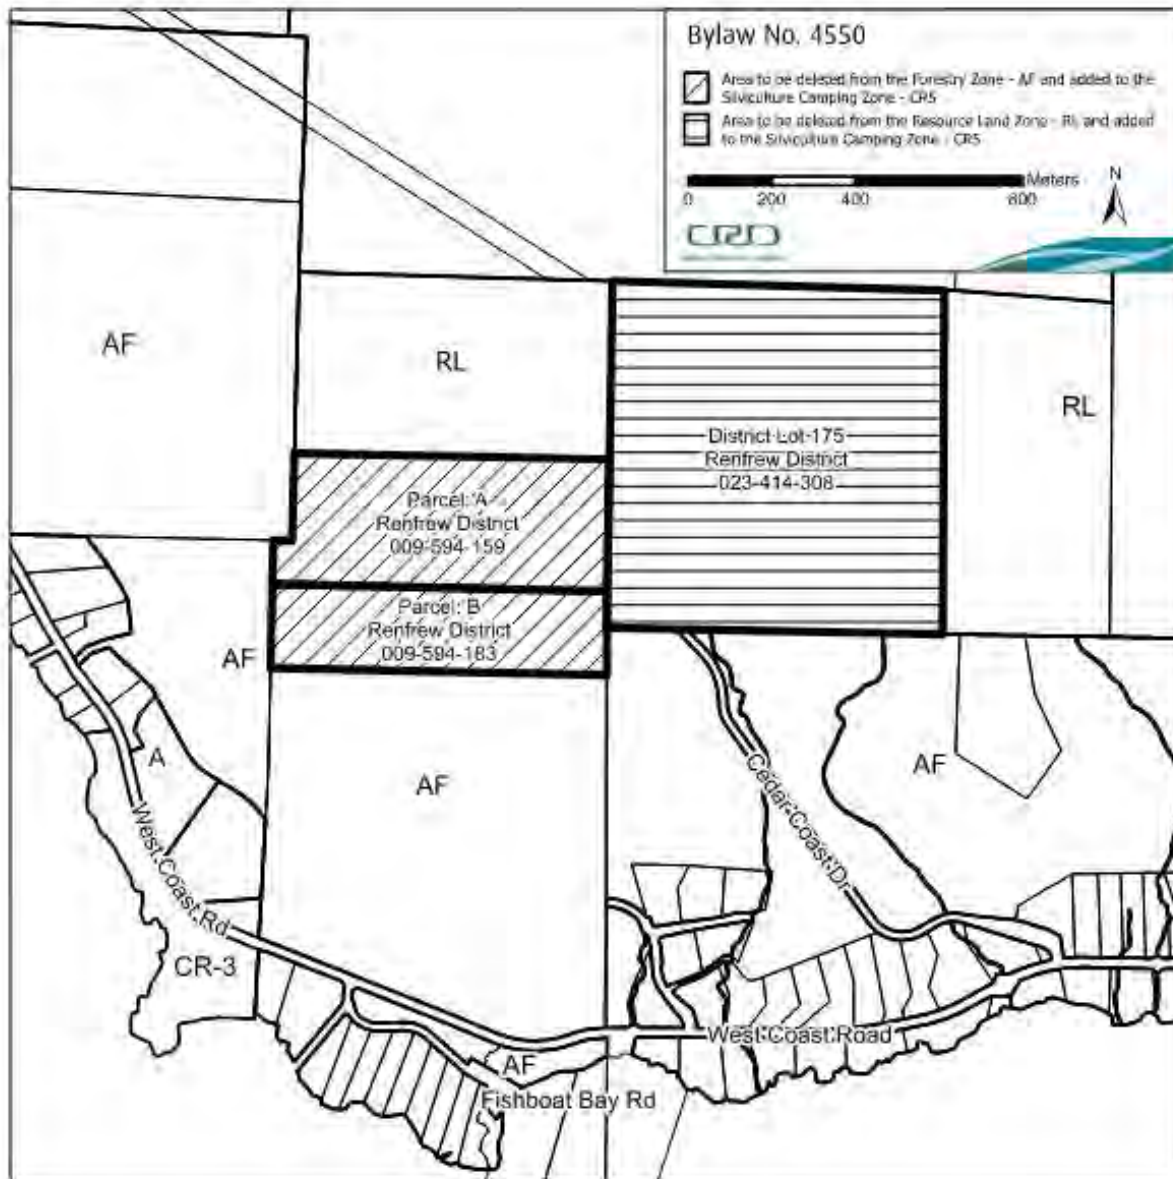 Bylaw No. 4550
Area to be deleted from the Forestry Zone - AF and added to the
Silviculture Camping Zone - CR5
Area to be deleted from the Resource Land Zone - RL and added
to the Silviculture Camping Zone - CR5
Meters
0 200 400 800
N
CRD
AF
RL
RL
District Lot 175
Renfrew District
023-414-308
Parcel: A
Renfrew District
009-594-159
Parcel: B
Renfrew District
009-594-183
AF
AF
AF
A
Cedar Coast Dr
West Coast Rd
CR-3
West Coast Road
AF
Fishboat Bay Rd